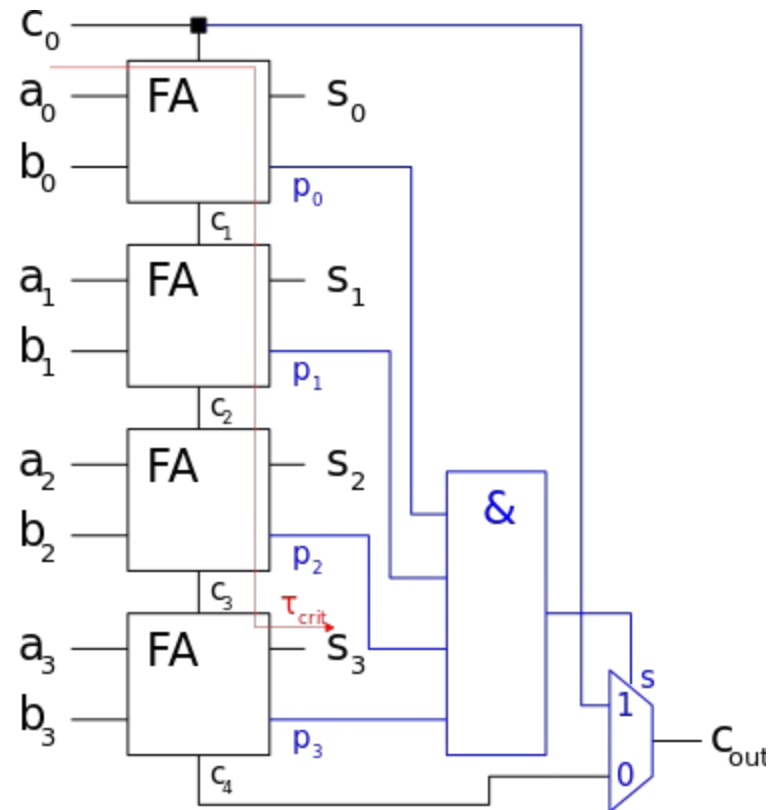 c0
a0 FA s0
b0 p0
c1
a1 FA s1
b1 p1
c2
a2 FA s2
b2 p2
&
c3
τcrit
a3 FA s3
s
b3 p3
1
cout
c4
0